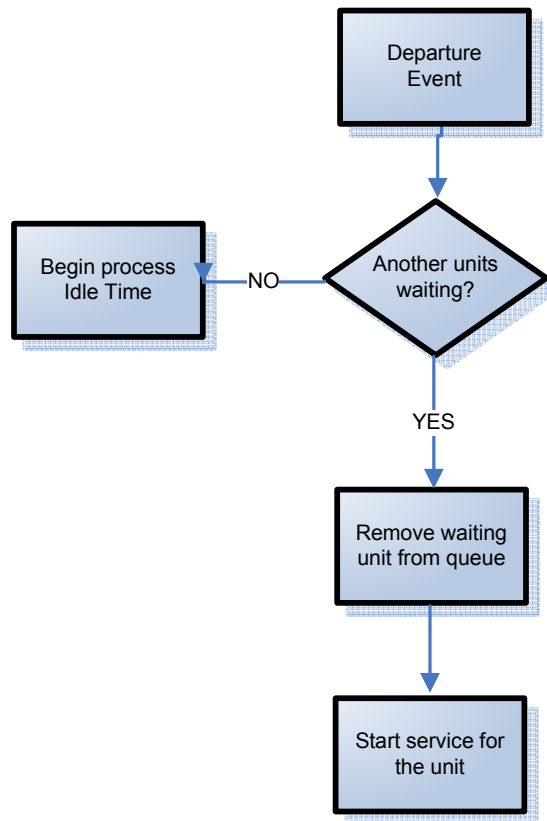 Departure
Event
Another units
waiting?
NO
Begin process
Idle Time
YES
Remove waiting
unit from queue
Start service for
the unit